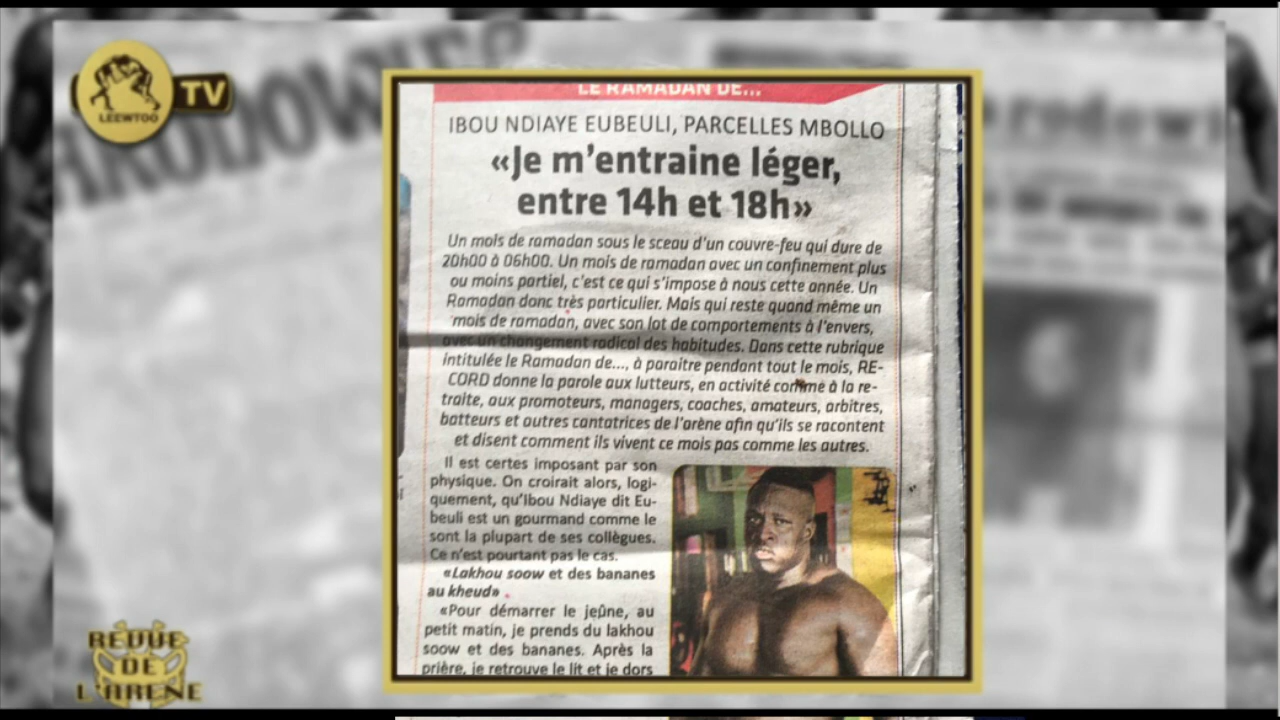 LEEWTOO
TV
LE RAMADAN DE...
IBOU NDIAYE EUBEULI, PARCELLES MBOLLO
«Je m'entraine léger,
entre 14h et 18h»
Un mois de ramadan sous le sceau d'un couvre-feu qui dure de
20h00 à 06h00. Un mois de ramadan avec un confinement plus
ou moins partiel, c'est ce qui s'impose à nous cette année. Un
Ramadan donc très particulier. Mais qui reste quand même un
mois de ramadan, avec son lot de comportements à l'envers,
avec un changement radical des habitudes. Dans cette rubrique
intitulée le Ramadan de..., à paraitre pendant tout le mois, RE-
CORD donne la parole aux lutteurs, en activité comme à la re-
traite, aux promoteurs, managers, coaches, amateurs, arbitres,
batteurs et autres cantatrices de l'arène afin qu'ils se racontent
et disent comment ils vivent ce mois pas comme les autres.
Il est certes imposant par son
physique. On croirait alors, logi-
quement, qu'Ibou Ndiaye dit Eu-
beuli est un gourmand comme le
sont la plupart de ses collègues.
Ce n'est pourtant pas le cas.
«Lakhou soow et des bananes
au kheud»
«Pour démarrer le jeûne, au
petit matin, je prends du lakhou
soow et des bananes. Après la
prière, je retrouve le lit et je dors
REVUE
DE
L'ARENE